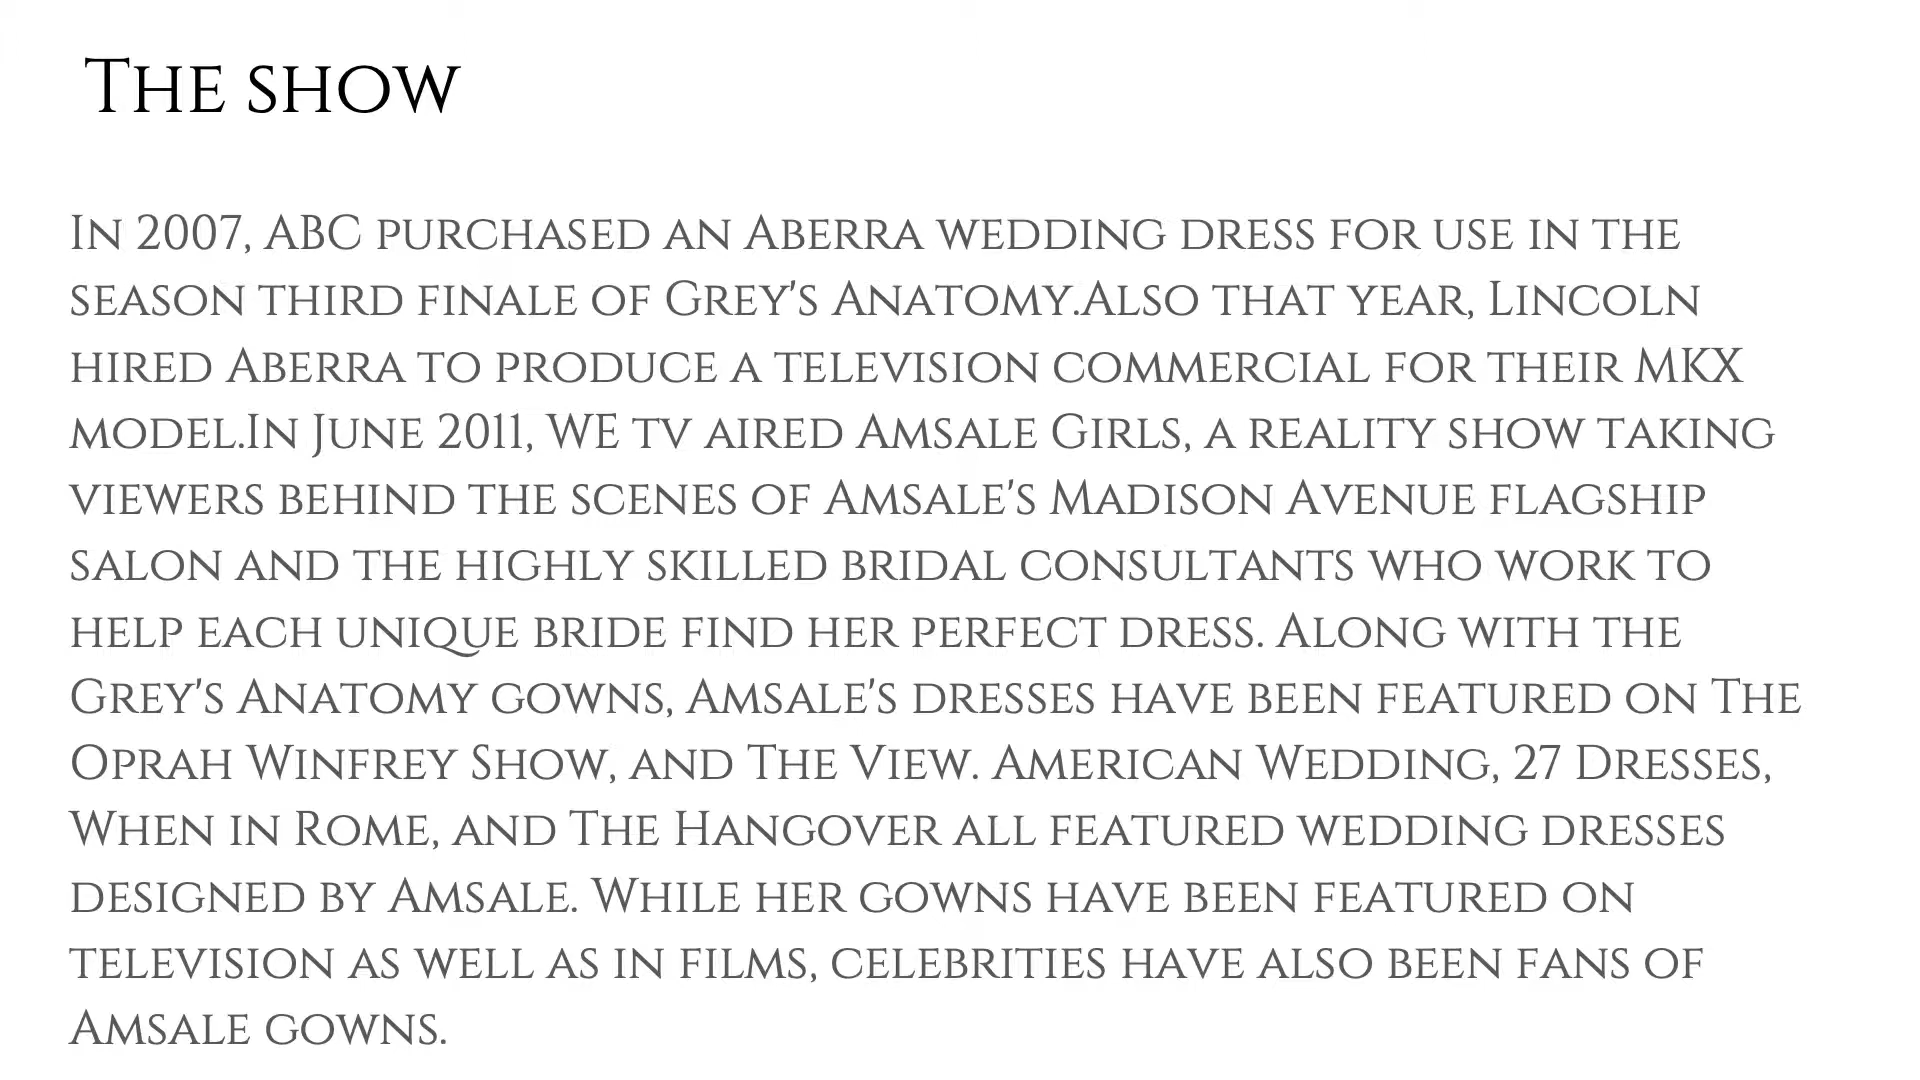 The show
In 2007, ABC purchased an Aberra wedding dress for use in the
season third finale of Grey's Anatomy.Also that year, Lincoln
hired Aberra to produce a television commercial for their MKX
model.In June 2011, WE tv aired Amsale Girls, a reality show taking
viewers behind the scenes of Amsale's Madison Avenue flagship
salon and the highly skilled bridal consultants who work to
help each unique bride find her perfect dress. Along with the
Grey's Anatomy gowns, Amsale's dresses have been featured on The
Oprah Winfrey Show, and The View. American Wedding, 27 Dresses,
When in Rome, and The Hangover all featured wedding dresses
designed by Amsale. While her gowns have been featured on
television as well as in films, celebrities have also been fans of
Amsale gowns.